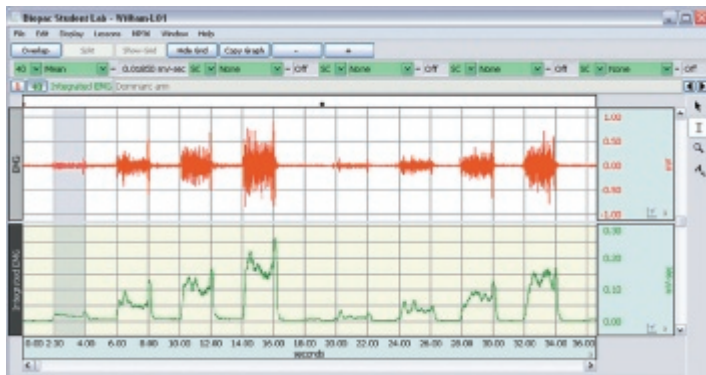 Biopac Student Lab - William-L01
File Edit Display Lessons MP3X Window Help
Overlap Split Show Grid Hide Grid Copy Graph - +
40 Mean - 0.01850 mV-sec SC None - Off SC None - Off SC None - Off SC None - Off
1 40 Integrated EMG Dominant arm
EMG
1.00
0.50
0.00
-0.50
-1.00
mV
Integrated EMG
0.30
0.20
0.10
0.00
mV-sec
0.00 2.00 4.00 6.00 8.00 10.00 12.00 14.00 16.00 18.00 20.00 22.00 24.00 26.00 28.00 30.00 32.00 34.00 36.00
seconds